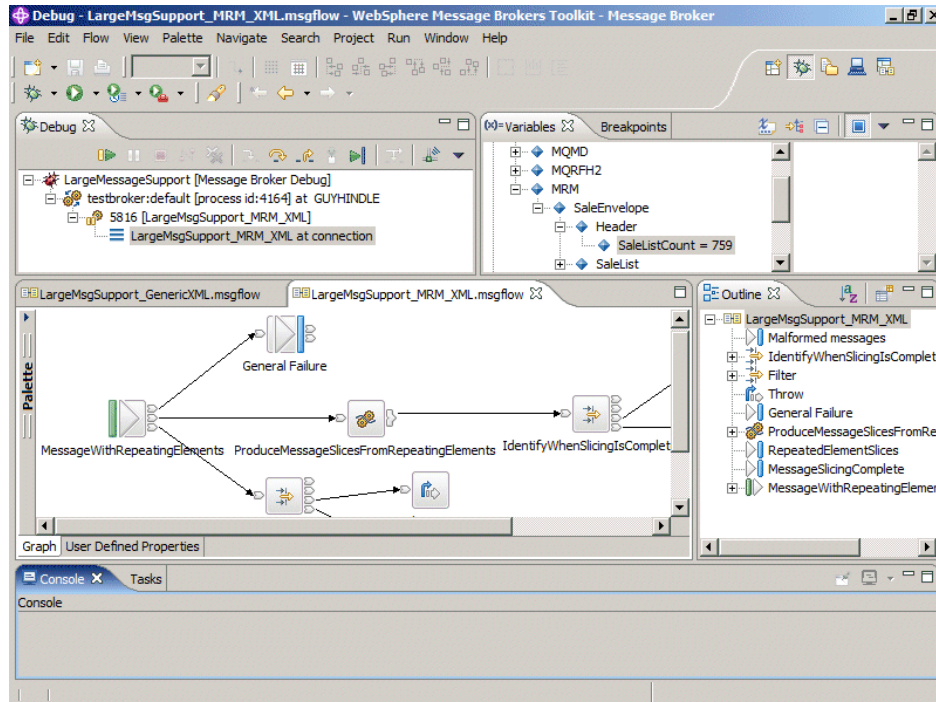 Debug - LargeMsgSupport_MRM_XML.msgflow - WebSphere Message Brokers Toolkit - Message Broker
File Edit Flow View Palette Navigate Search Project Run Window Help
Debug
LargeMessageSupport [Message Broker Debug]
testbroker:default [process id:4164] at GUYHINDLE
5816 [LargeMsgSupport_MRM_XML]
LargeMsgSupport_MRM_XML at connection
(x)= Variables Breakpoints
MQMD
MQRFH2
MRM
SaleEnvelope
Header
SaleListCount = 759
SaleList
LargeMsgSupport_GenericXML.msgflow LargeMsgSupport_MRM_XML.msgflow
Palette
General Failure
MessageWithRepeatingElements ProduceMessageSlicesFromRepeatingElements IdentifyWhenSlicingIsComplet
Graph User Defined Properties
Outline
LargeMsgSupport_MRM_XML
Malformed messages
IdentifyWhenSlicingIsComplet
Filter
Throw
General Failure
ProduceMessageSlicesFromRe
RepeatedElementSlices
MessageSlicingComplete
MessageWithRepeatingElemer
Console Tasks
Console